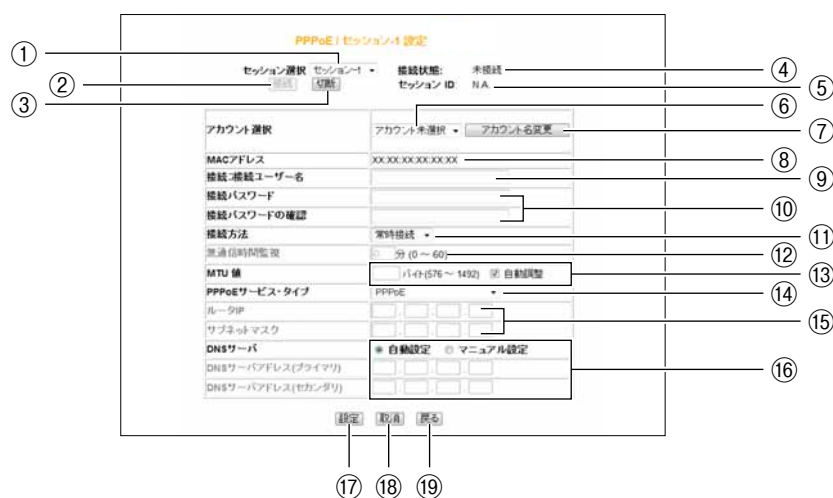 PPPoE / セッション-1 設定
① セッション選択 セッション-1 接続状態: 未接続 ④
② 接続 ③ 切断 セッション ID: N.A. ⑤
⑥
アカウント選択 アカウント未選択 アカウント名変更 ⑦
MACアドレス XX:XX:XX:XX:XX:XX ⑧
接続ユーザー名 ⑨
接続パスワード
接続パスワードの確認 ⑩
接続方法 常時接続 ⑪
無通信時間監視 0 分 (0 ~ 60) ⑫
MTU 値 バイト(576 ~ 1492) 自動調整 ⑬
PPPoEサービス・タイプ PPPoE ⑭
ルータIP
サブネットマスク ⑮
DNSサーバ 自動設定 マニュアル設定
DNSサーバアドレス(プライマリ) ⑯
DNSサーバアドレス(セカンダリ)
設定 取消 戻る
⑰ ⑱ ⑲